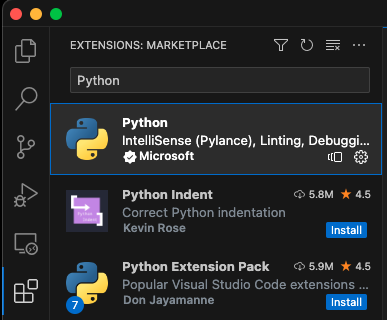 EXTENSIONS: MARKETPLACE
Python
Python
IntelliSense (Pylance), Linting, Debuggi...
Microsoft
Python Indent 5.8M 4.5
Correct Python indentation
Kevin Rose Install
Python Extension Pack 5.9M 4.5
Popular Visual Studio Code extensions ...
7 Don Jayamanne Install